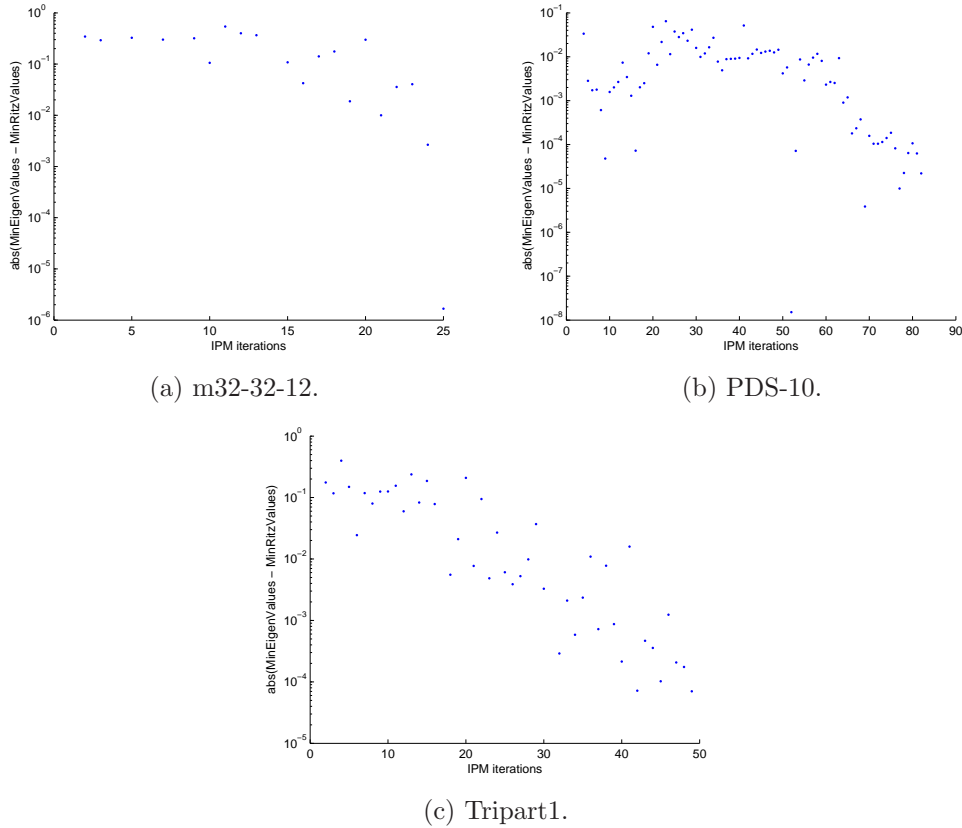 10^0
10^-1
10^-2
10^-3
10^-4
10^-5
10^-6
abs(MinEigenValues − MinRitzValues)
0 5 10 15 20 25
IPM iterations
(a) m32-32-12.
10^-1
10^-2
10^-3
10^-4
10^-5
10^-6
10^-7
10^-8
abs(MinEigenValues − MinRitzValues)
0 10 20 30 40 50 60 70 80 90
IPM iterations
(b) PDS-10.
10^0
10^-1
10^-2
10^-3
10^-4
10^-5
abs(MinEigenValues − MinRitzValues)
0 10 20 30 40 50
IPM iterations
(c) Tripart1.